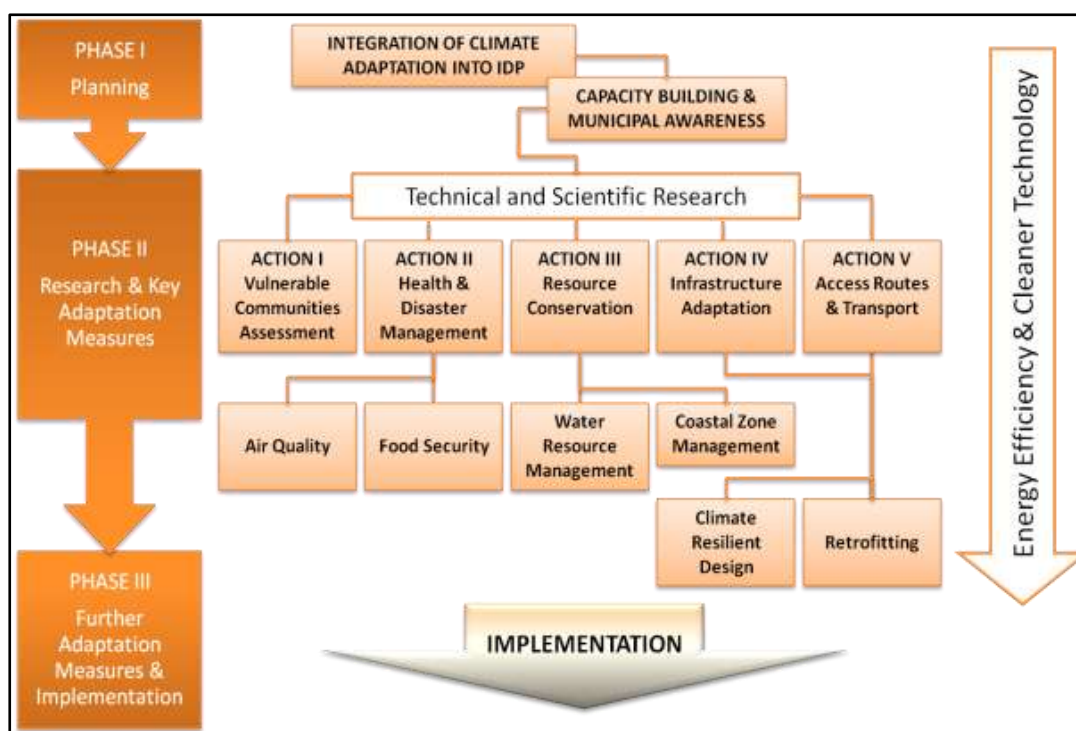 PHASE I
Planning
INTEGRATION OF CLIMATE
ADAPTATION INTO IDP
CAPACITY BUILDING &
MUNICIPAL AWARENESS
PHASE II
Research & Key
Adaptation
Measures
Technical and Scientific Research
ACTION I
Vulnerable
Communities
Assessment
ACTION II
Health &
Disaster
Management
ACTION III
Resource
Conservation
ACTION IV
Infrastructure
Adaptation
ACTION V
Access Routes
& Transport
Air Quality
Food Security
Water
Resource
Management
Coastal Zone
Management
Climate
Resilient
Design
Retrofitting
PHASE III
Further
Adaptation
Measures &
Implementation
IMPLEMENTATION
Energy Efficiency & Cleaner Technology